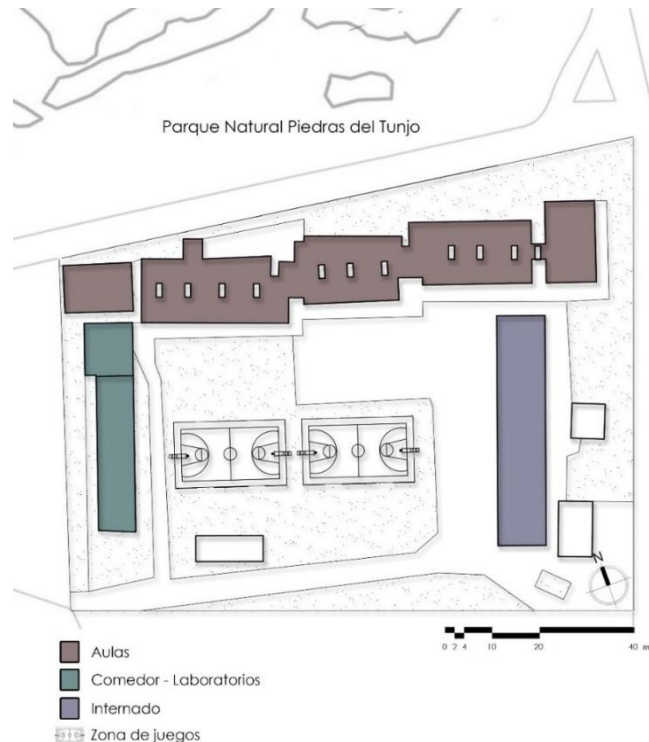 Parque Natural Piedras del Tunjo
N
0 2 4 10 20 40 m
Aulas
Comedor - Laboratorios
Internado
Zona de juegos